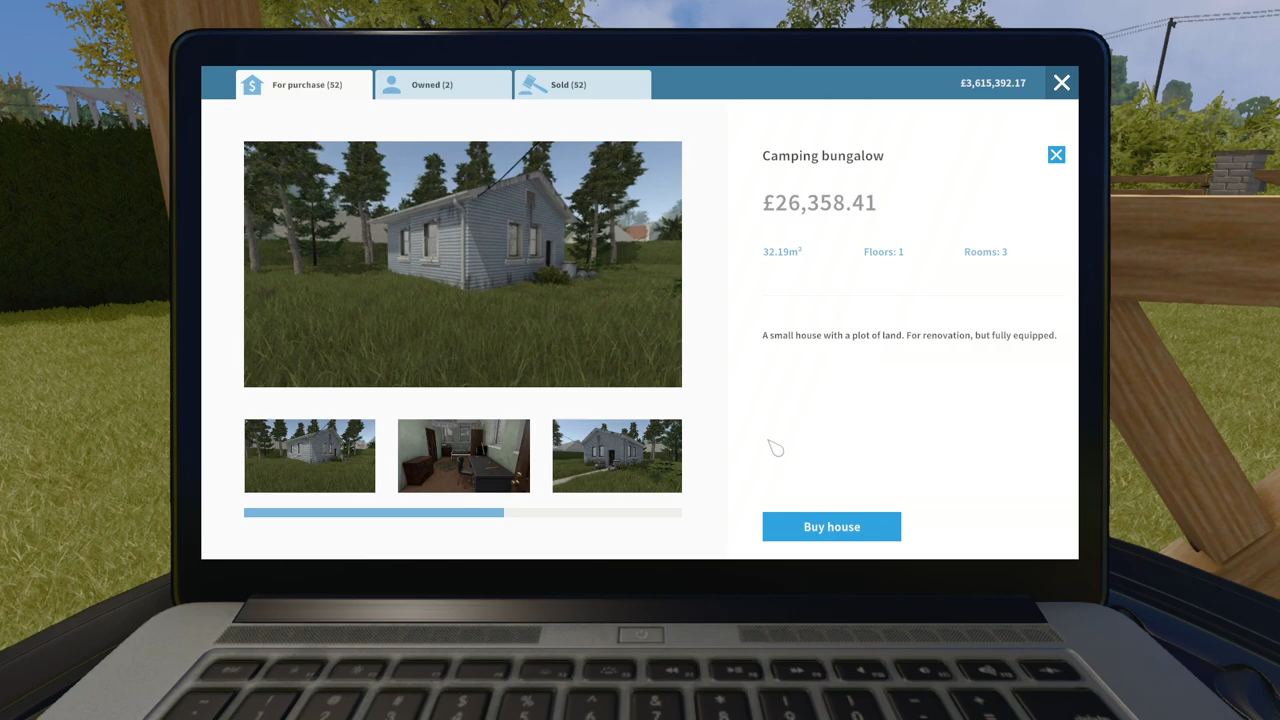 For purchase (52)
Owned (2)
Sold (52)
£3,615,392.17
Camping bungalow
£26,358.41
32.19m²
Floors: 1
Rooms: 3
A small house with a plot of land. For renovation, but fully equipped.
Buy house